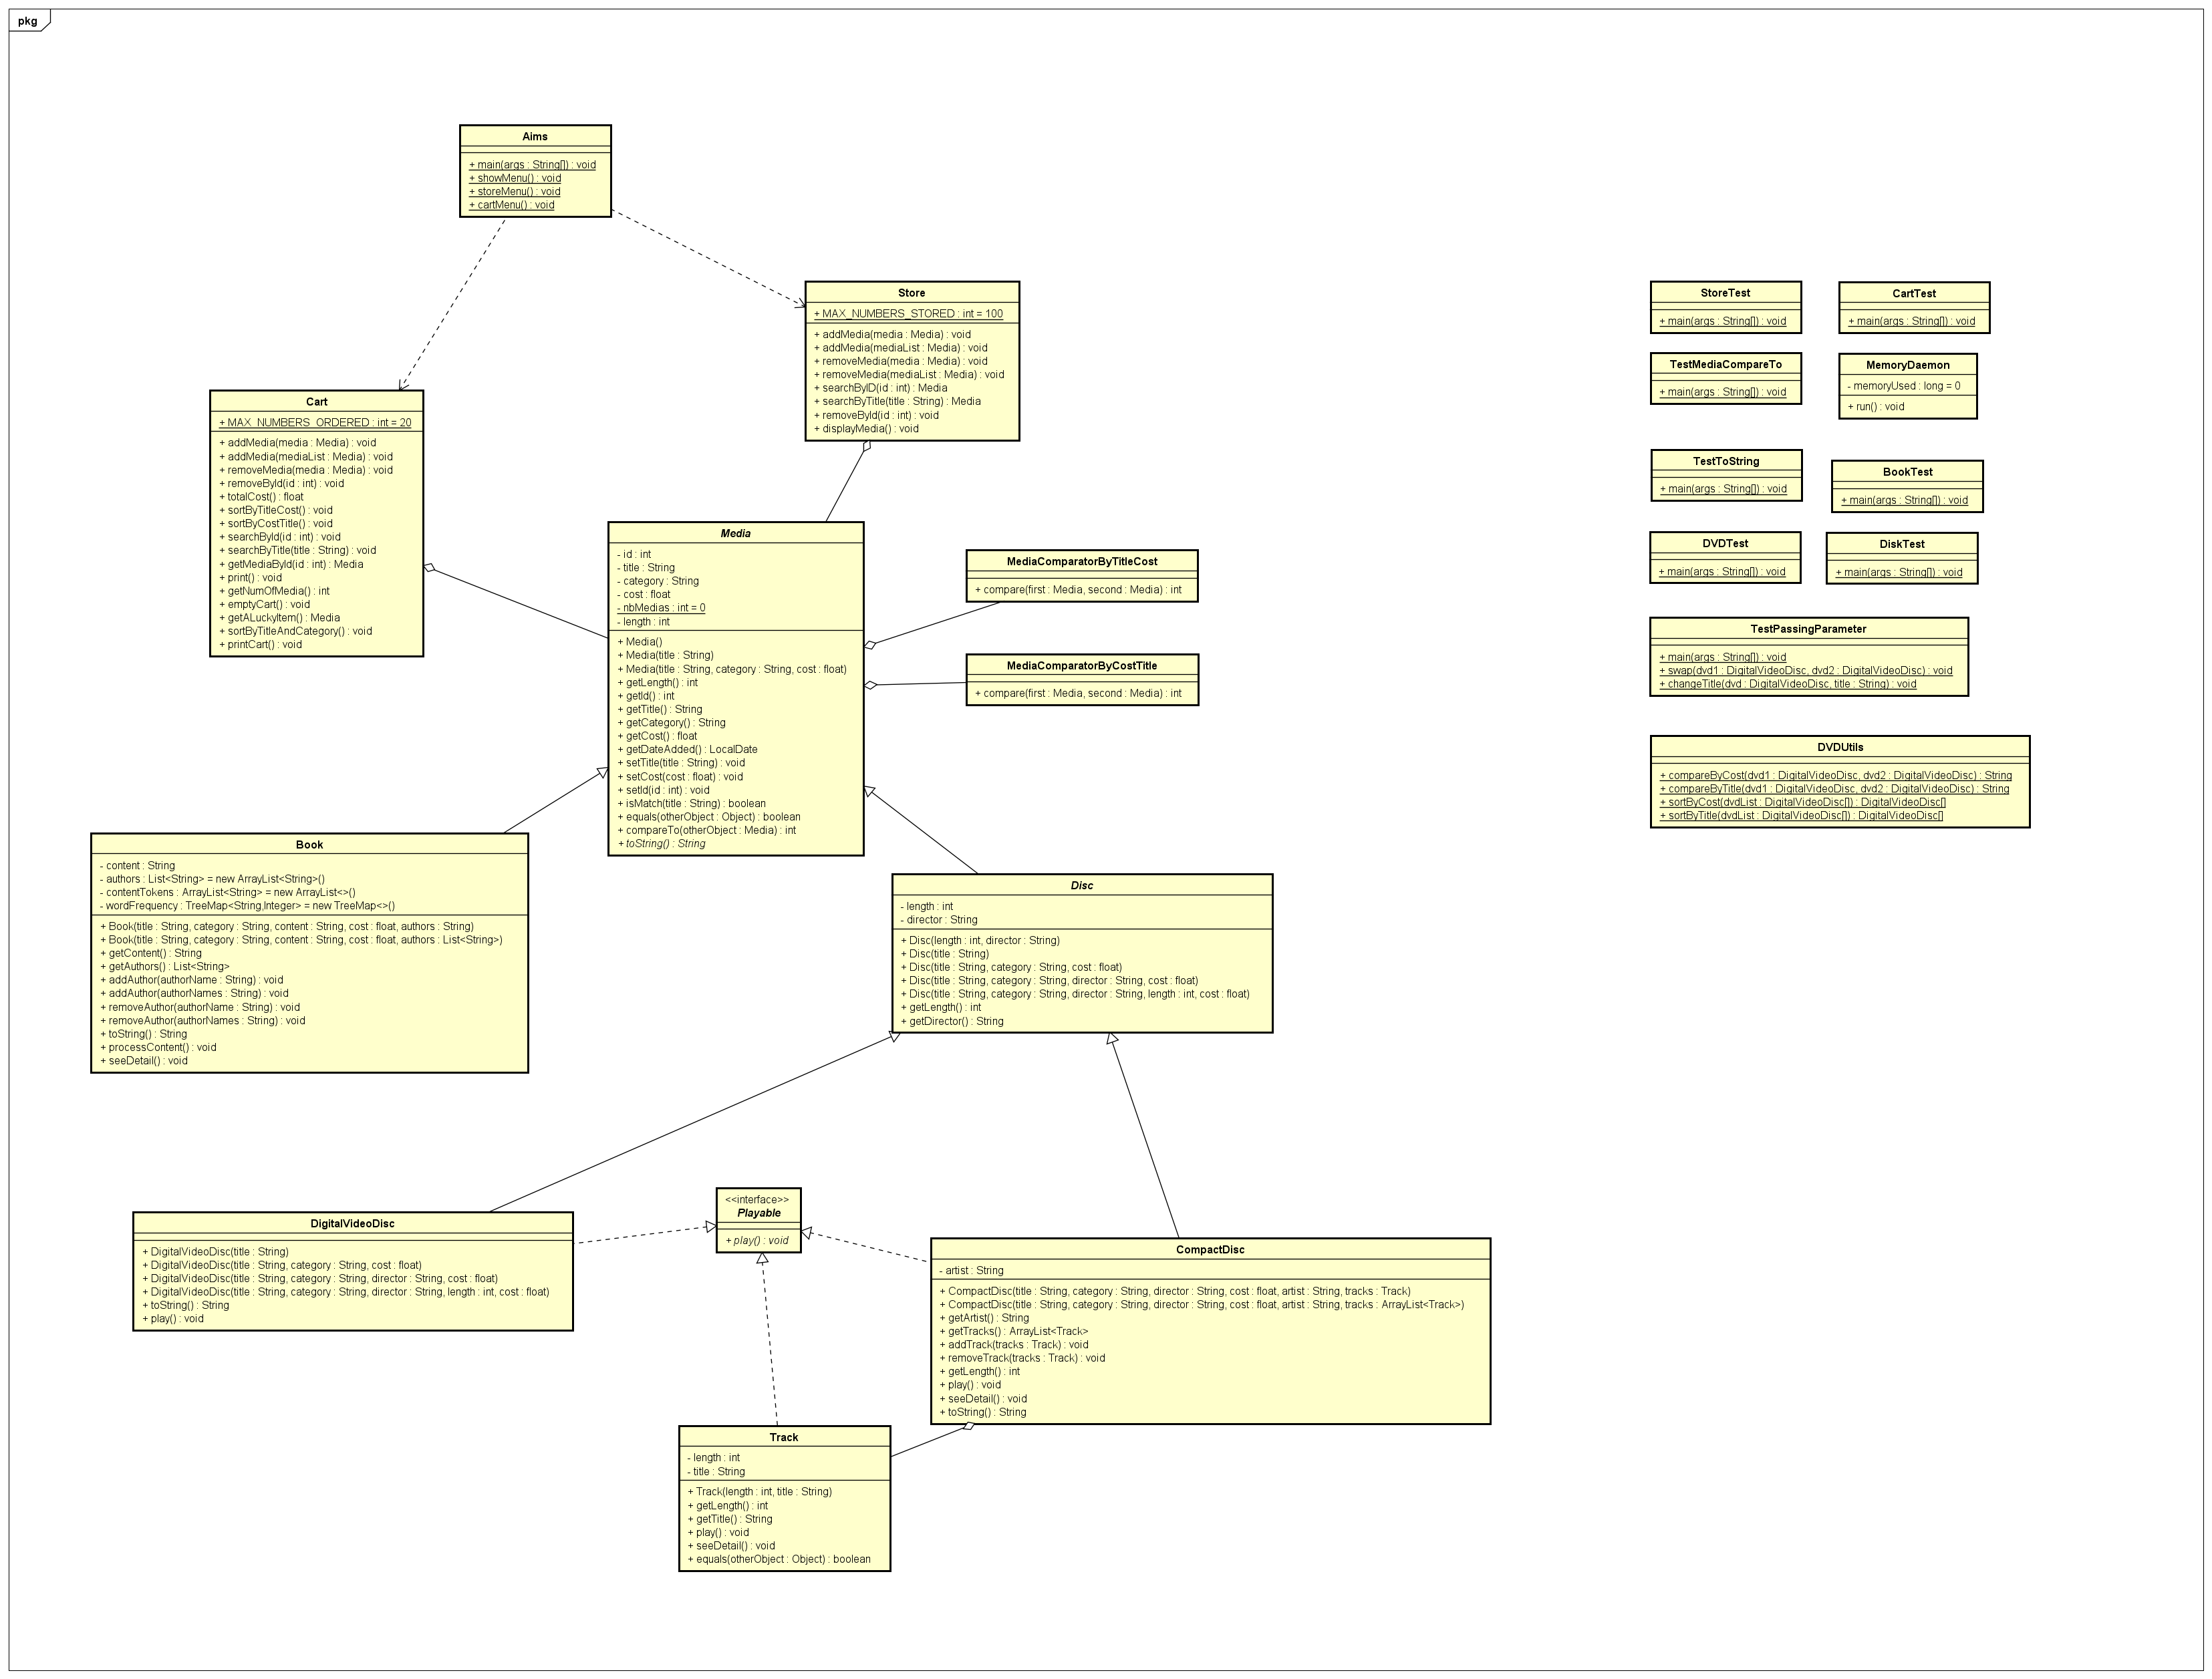 pkg
Aims
+ main(args : String[]) : void
+ showMenu() : void
+ storeMenu() : void
+ cartMenu() : void
Store
+ MAX_NUMBERS_STORED : int = 100
+ addMedia(media : Media) : void
+ addMedia(mediaList : Media) : void
+ removeMedia(media : Media) : void
+ removeMedia(mediaList : Media) : void
+ searchByID(id : int) : Media
+ searchByTitle(title : String) : Media
+ removeById(id : int) : void
+ displayMedia() : void
Cart
+ MAX_NUMBERS_ORDERED : int = 20
+ addMedia(media : Media) : void
+ addMedia(mediaList : Media) : void
+ removeMedia(media : Media) : void
+ removeById(id : int) : void
+ totalCost() : float
+ sortByTitleCost() : void
+ sortByCostTitle() : void
+ searchById(id : int) : void
+ searchByTitle(title : String) : void
+ getMediaById(id : int) : Media
+ print() : void
+ getNumOfMedia() : int
+ emptyCart() : void
+ getALuckyItem() : Media
+ sortByTitleAndCategory() : void
+ printCart() : void
Media
- id : int
- title : String
- category : String
- cost : float
- nbMedias : int = 0
- length : int
+ Media()
+ Media(title : String)
+ Media(title : String, category : String, cost : float)
+ getLength() : int
+ getId() : int
+ getTitle() : String
+ getCategory() : String
+ getCost() : float
+ getDateAdded() : LocalDate
+ setTitle(title : String) : void
+ setCost(cost : float) : void
+ setId(id : int) : void
+ isMatch(title : String) : boolean
+ equals(otherObject : Object) : boolean
+ compareTo(otherObject : Media) : int
+ toString() : String
MediaComparatorByTitleCost
+ compare(first : Media, second : Media) : int
MediaComparatorByCostTitle
+ compare(first : Media, second : Media) : int
Book
- content : String
- authors : List<String> = new ArrayList<String>()
- contentTokens : ArrayList<String> = new ArrayList<>()
- wordFrequency : TreeMap<String,Integer> = new TreeMap<>()
+ Book(title : String, category : String, content : String, cost : float, authors : String)
+ Book(title : String, category : String, content : String, cost : float, authors : List<String>)
+ getContent() : String
+ getAuthors() : List<String>
+ addAuthor(authorName : String) : void
+ addAuthor(authorNames : String) : void
+ removeAuthor(authorName : String) : void
+ removeAuthor(authorNames : String) : void
+ toString() : String
+ processContent() : void
+ seeDetail() : void
Disc
- length : int
- director : String
+ Disc(length : int, director : String)
+ Disc(title : String)
+ Disc(title : String, category : String, cost : float)
+ Disc(title : String, category : String, director : String, cost : float)
+ Disc(title : String, category : String, director : String, length : int, cost : float)
+ getLength() : int
+ getDirector() : String
DigitalVideoDisc
+ DigitalVideoDisc(title : String)
+ DigitalVideoDisc(title : String, category : String, cost : float)
+ DigitalVideoDisc(title : String, category : String, director : String, cost : float)
+ DigitalVideoDisc(title : String, category : String, director : String, length : int, cost : float)
+ toString() : String
+ play() : void
<<interface>>
Playable
+ play() : void
CompactDisc
- artist : String
+ CompactDisc(title : String, category : String, director : String, cost : float, artist : String, tracks : Track)
+ CompactDisc(title : String, category : String, director : String, cost : float, artist : String, tracks : ArrayList<Track>)
+ getArtist() : String
+ getTracks() : ArrayList<Track>
+ addTrack(tracks : Track) : void
+ removeTrack(tracks : Track) : void
+ getLength() : int
+ play() : void
+ seeDetail() : void
+ toString() : String
Track
- length : int
- title : String
+ Track(length : int, title : String)
+ getLength() : int
+ getTitle() : String
+ play() : void
+ seeDetail() : void
+ equals(otherObject : Object) : boolean
StoreTest
+ main(args : String[]) : void
CartTest
+ main(args : String[]) : void
TestMediaCompareTo
+ main(args : String[]) : void
MemoryDaemon
- memoryUsed : long = 0
+ run() : void
TestToString
+ main(args : String[]) : void
BookTest
+ main(args : String[]) : void
DVDTest
+ main(args : String[]) : void
DiskTest
+ main(args : String[]) : void
TestPassingParameter
+ main(args : String[]) : void
+ swap(dvd1 : DigitalVideoDisc, dvd2 : DigitalVideoDisc) : void
+ changeTitle(dvd : DigitalVideoDisc, title : String) : void
DVDUtils
+ compareByCost(dvd1 : DigitalVideoDisc, dvd2 : DigitalVideoDisc) : String
+ compareByTitle(dvd1 : DigitalVideoDisc, dvd2 : DigitalVideoDisc) : String
+ sortByCost(dvdList : DigitalVideoDisc[]) : DigitalVideoDisc[]
+ sortByTitle(dvdList : DigitalVideoDisc[]) : DigitalVideoDisc[]